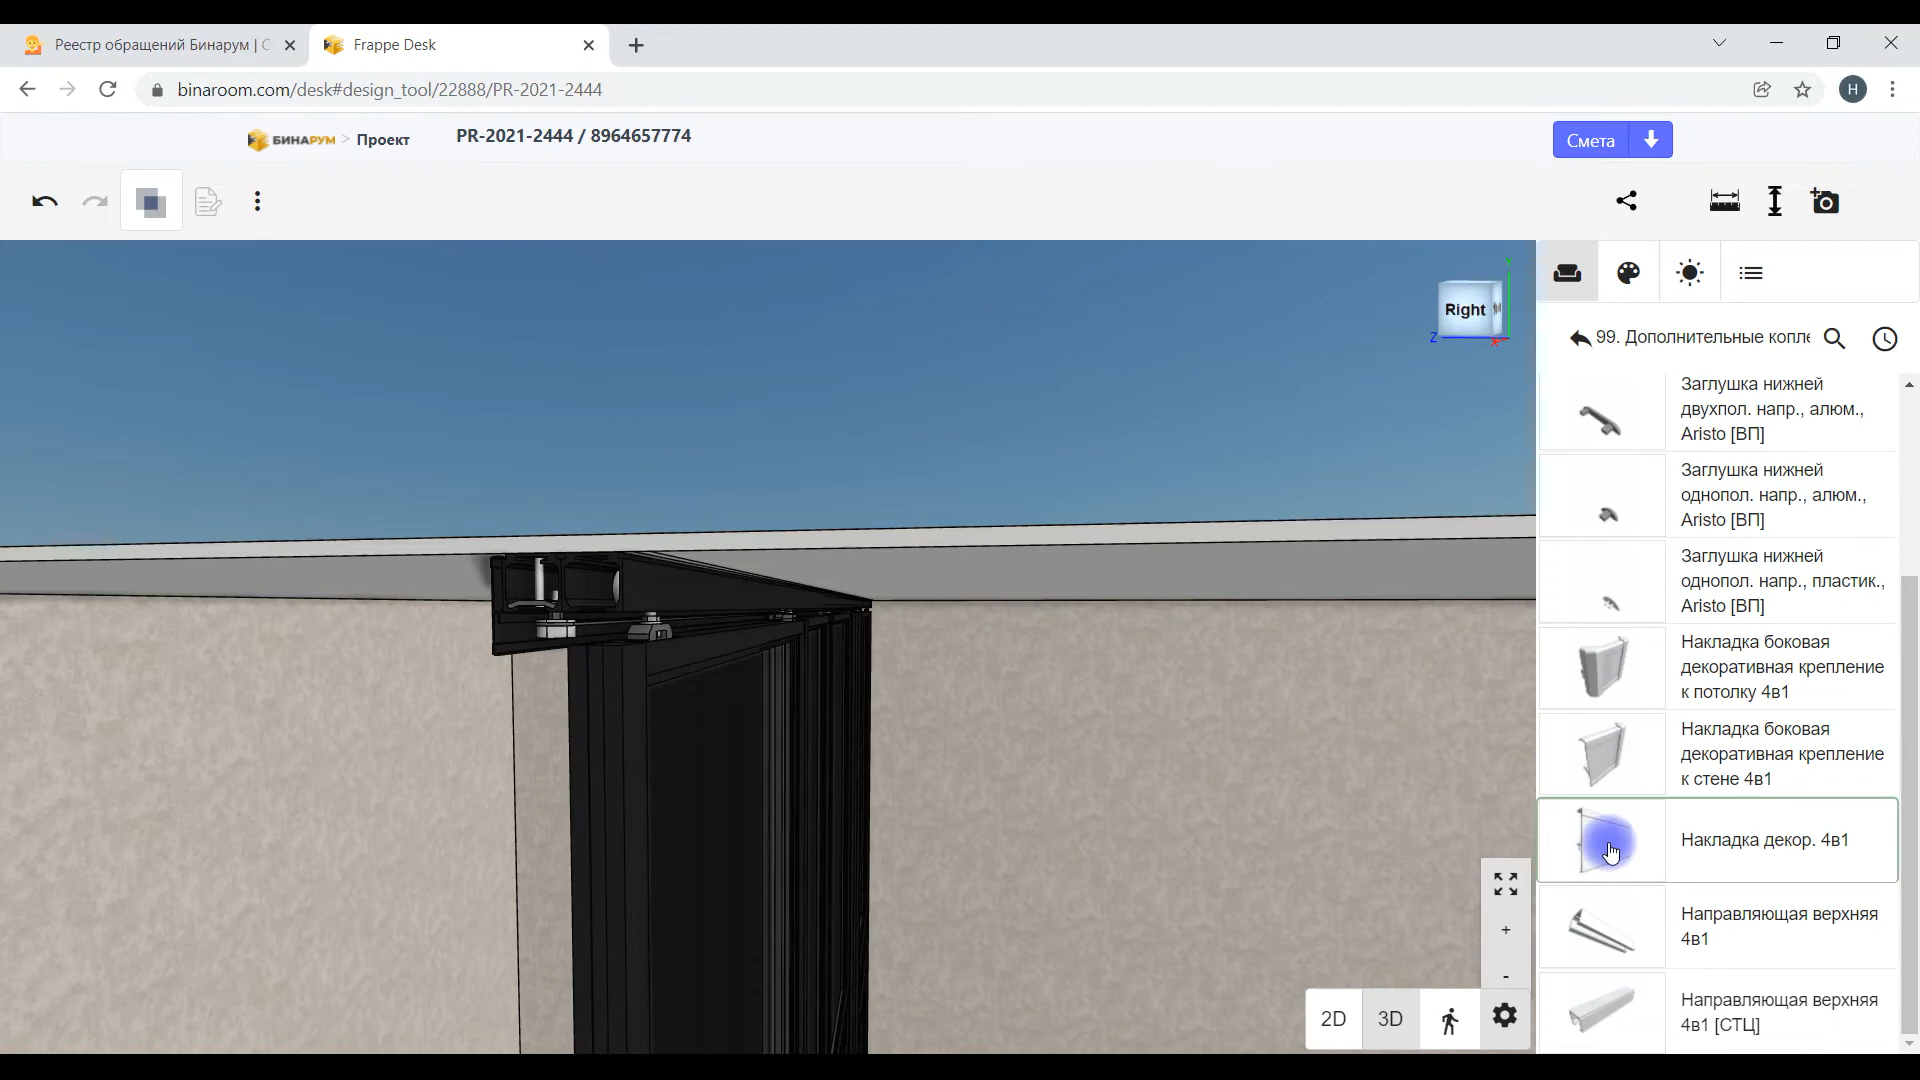 Реестр обращений Бинарум |
Frappe Desk
binaroom.com/desk#design_tool/22888/PR-2021-2444
H
БИНАРУМ > Проект
PR-2021-2444 / 8964657774
Смета
Y
Right
Z
X
99. Дополнительные копле
Заглушка нижней
двухпол. напр., алюм.,
Aristo [ВП]
Заглушка нижней
однопол. напр., алюм.,
Aristo [ВП]
Заглушка нижней
однопол. напр., пластик.,
Aristo [ВП]
Накладка боковая
декоративная крепление
к потолку 4в1
Накладка боковая
декоративная крепление
к стене 4в1
Накладка декор. 4в1
Направляющая верхняя
4в1
Направляющая верхняя
4в1 [СТЦ]
+
-
2D
3D